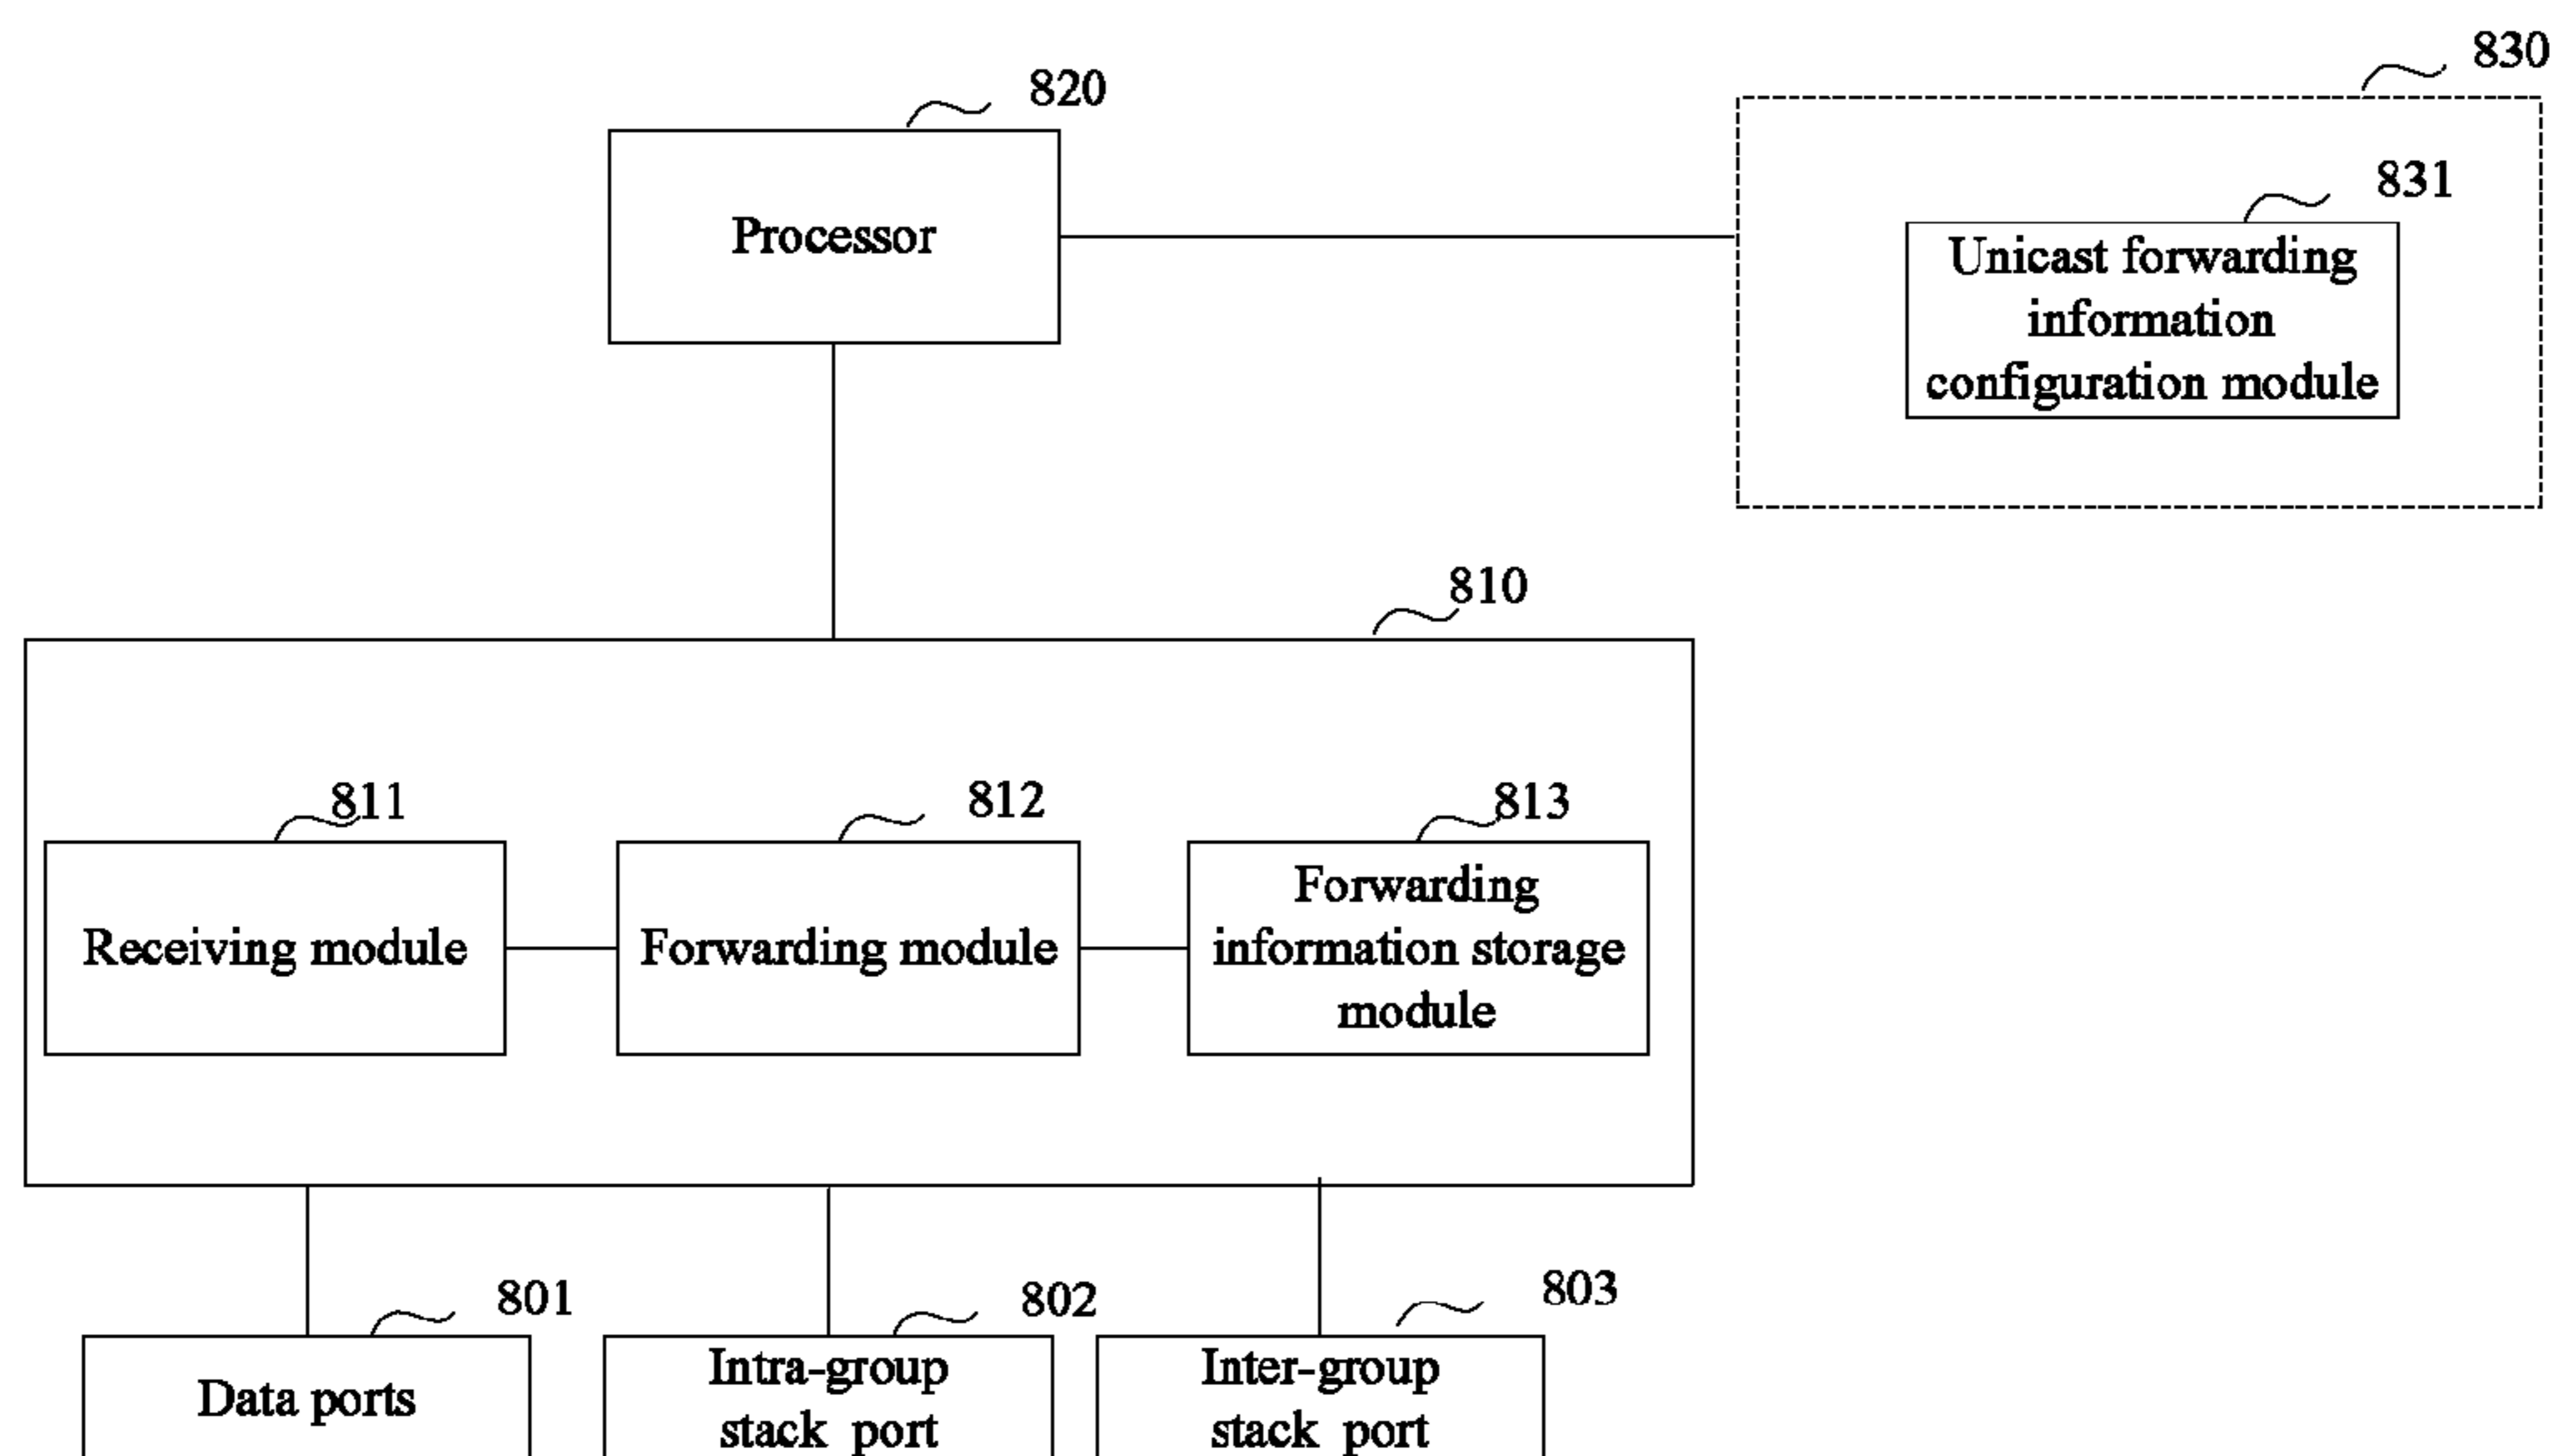 830
820
831
Processor
Unicast forwarding
information
configuration module
810
811
812
813
Receiving module
Forwarding module
Forwarding
information storage
module
801
802
803
Data ports
Intra-group
stack port
Inter-group
stack port